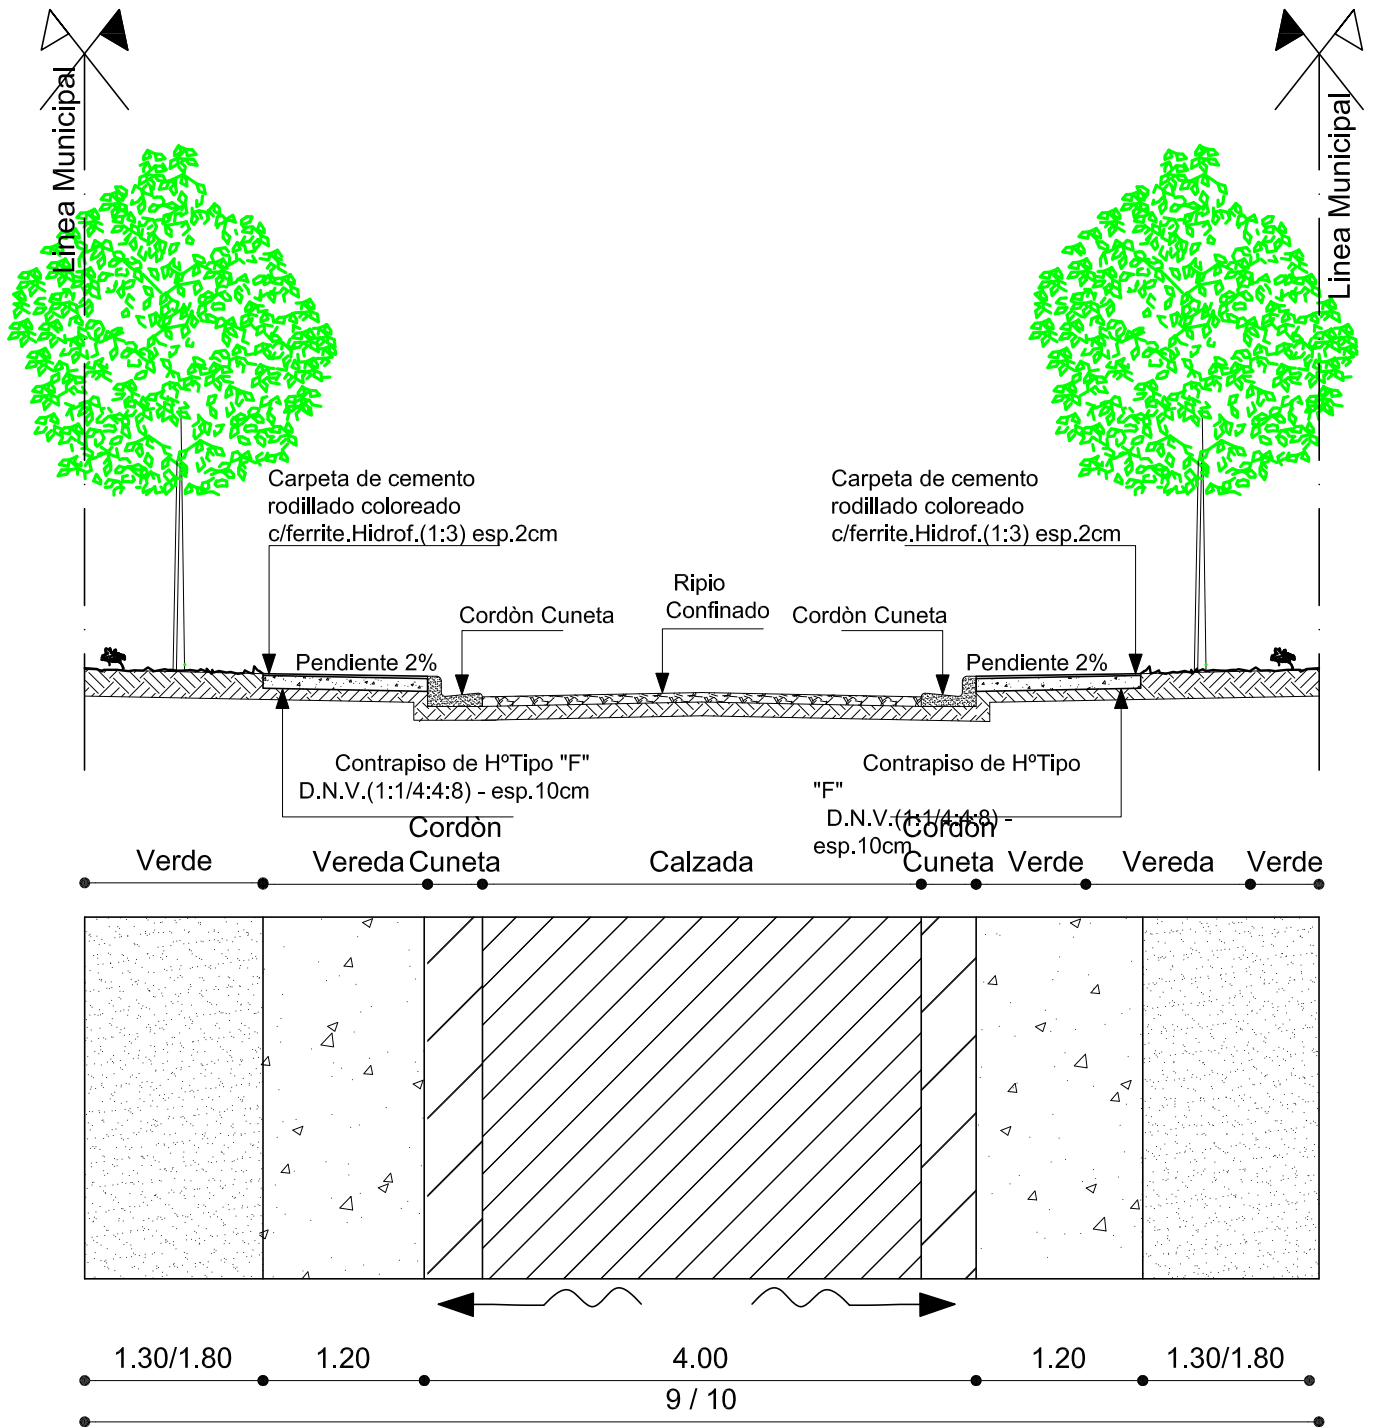 Linea Municipal
Linea Municipal
Carpeta de cemento
rodillado coloreado
c/ferrite.Hidrof.(1:3) esp.2cm
Carpeta de cemento
rodillado coloreado
c/ferrite.Hidrof.(1:3) esp.2cm
Ripio
Confinado
Cordòn Cuneta
Cordòn Cuneta
Pendiente 2%
Pendiente 2%
Contrapiso de HºTipo "F"
D.N.V.(1:1/4:4:8) - esp.10cm
Contrapiso de HºTipo
"F"
D.N.V.(1:1/4:4:8) -
esp.10cm
Verde
Vereda
Cordòn
Cuneta
Calzada
Cordòn
Cuneta
Verde
Vereda
Verde
1.30/1.80
1.20
4.00
1.20
1.30/1.80
9 / 10